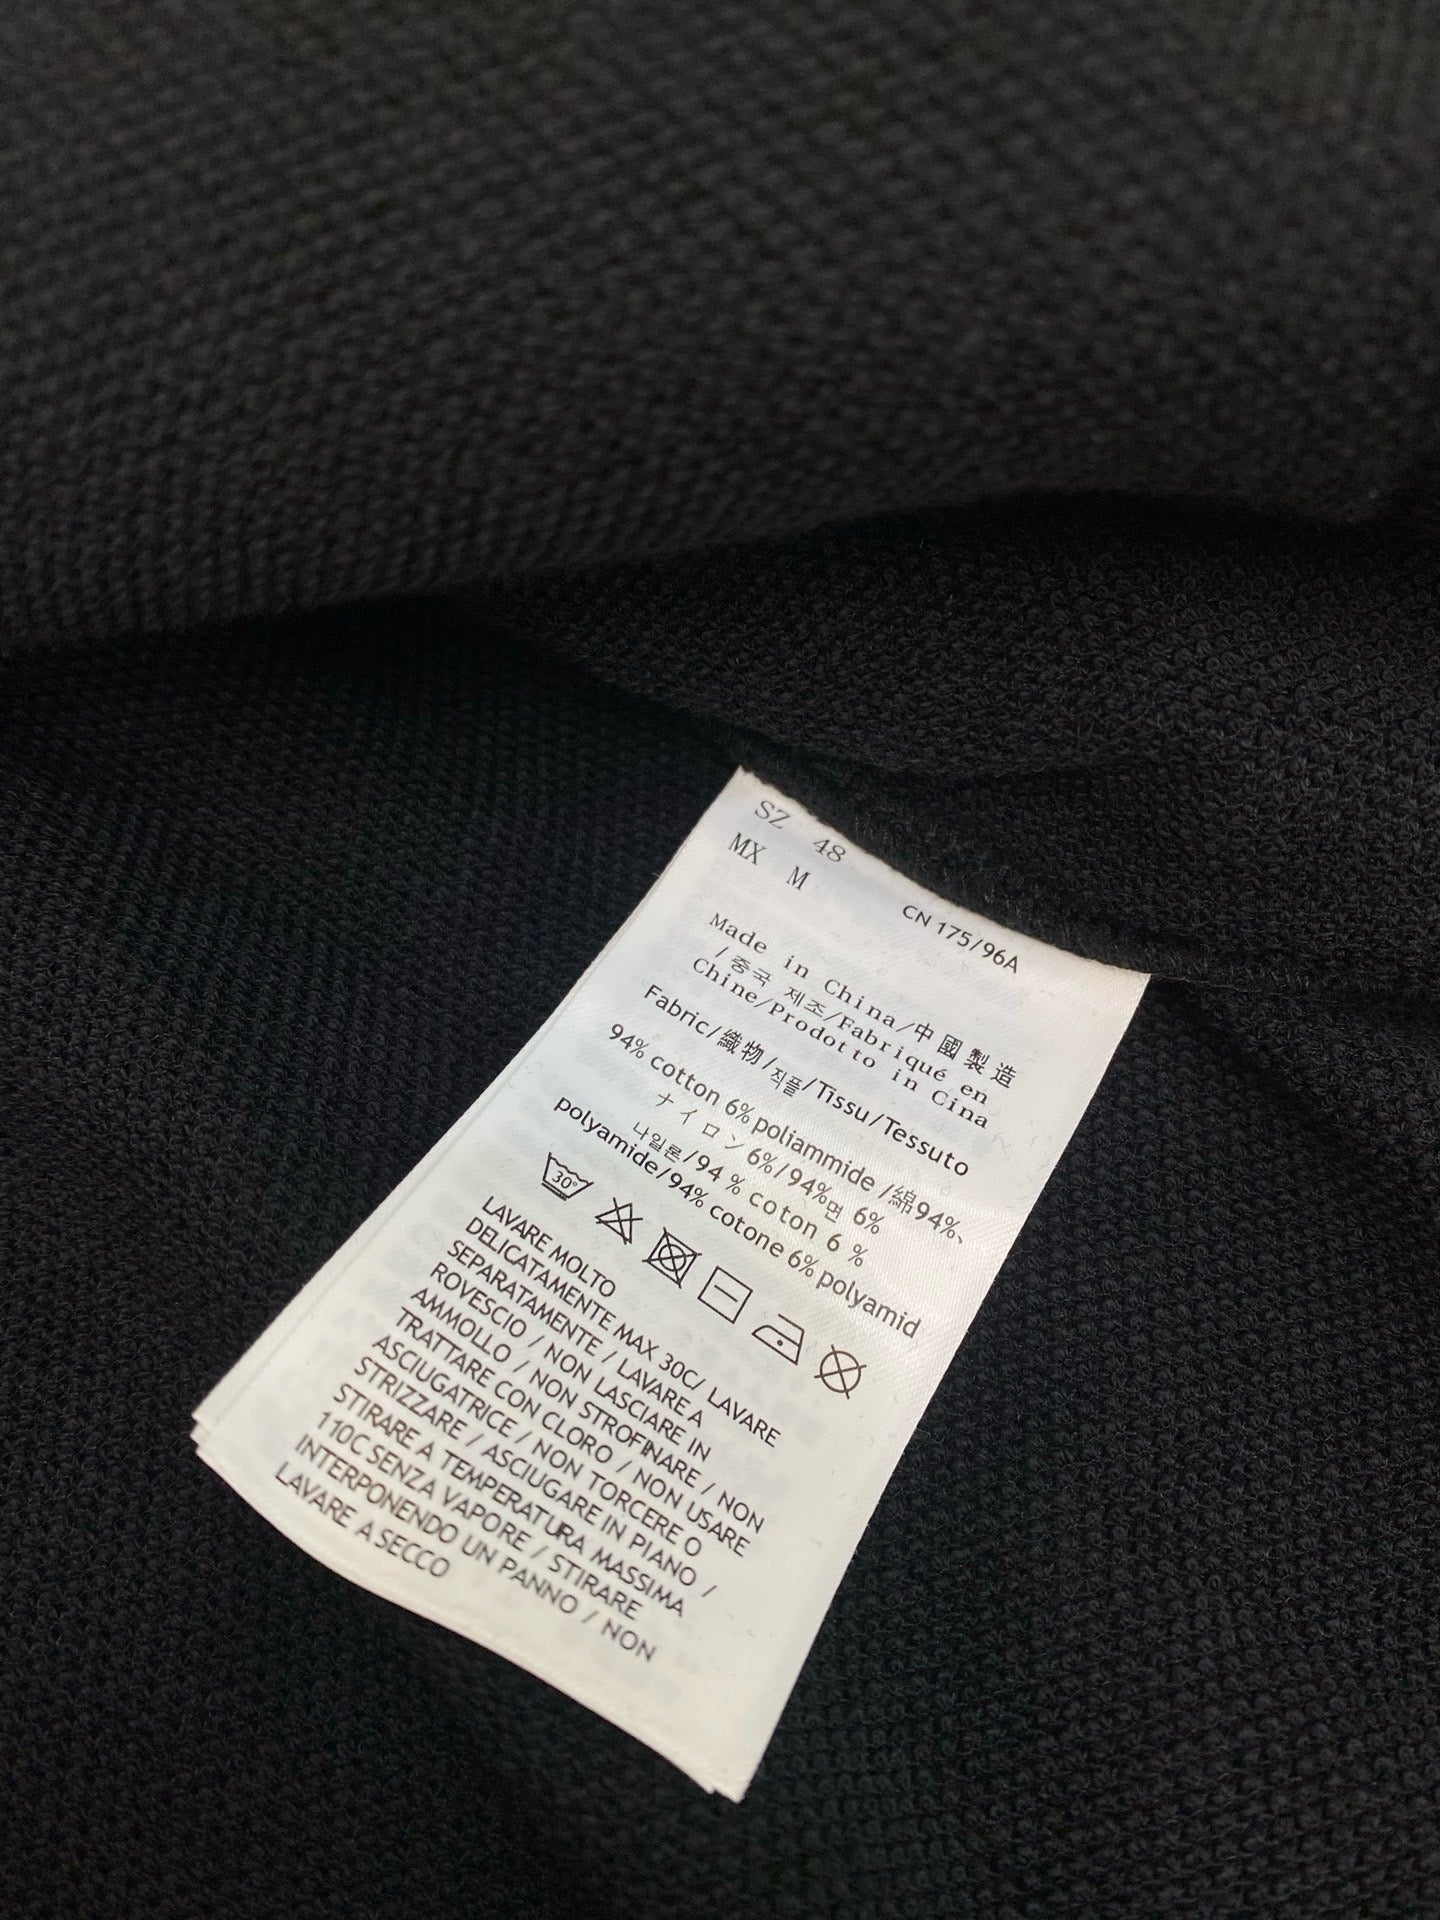 SZ 48
MX M
CN 175/96A
Made in China/中國製造
/중국 제조/Fabriqué en
Chine/Prodotto in Cina
Fabric/織物/직물/Tissu/Tessuto
94% cotton 6% poliammide /綿94%、
ナイロン 6%/94%면 6%
나일론/94 % coton 6 %
polyamide/94% cotone 6% polyamid
30°
LAVARE MOLTO
DELICATAMENTE MAX 30C/ LAVARE
SEPARATAMENTE / LAVARE A
ROVESCIO / NON LASCIARE IN
AMMOLLO / NON STROFINARE / NON
TRATTARE CON CLORO / NON USARE
ASCIUGATRICE / NON TORCERE O
STRIZZARE / ASCIUGARE IN PIANO /
STIRARE A TEMPERATURA MASSIMA
110C SENZA VAPORE / STIRARE
INTERPONENDO UN PANNO / NON
LAVARE A SECCO